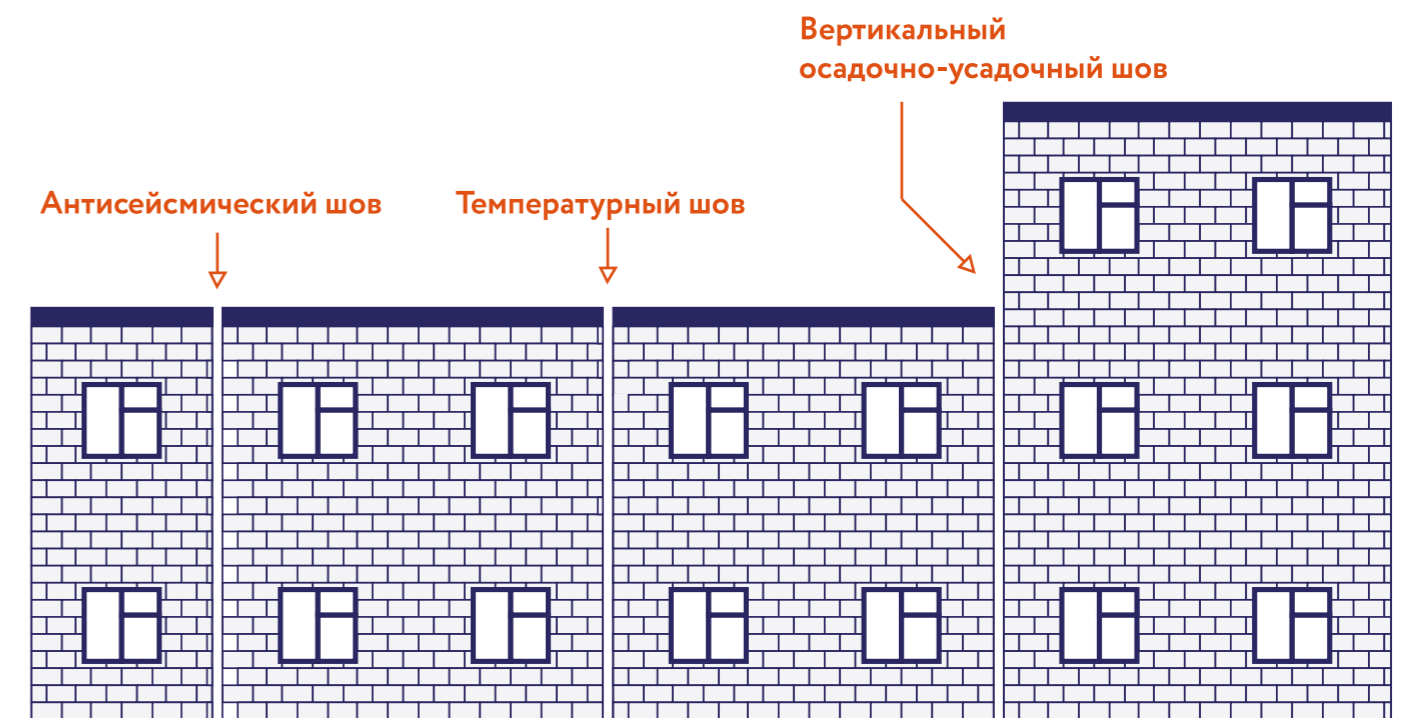 Вертикальный
осадочно-усадочный шов
Антисейсмический шов
Температурный шов